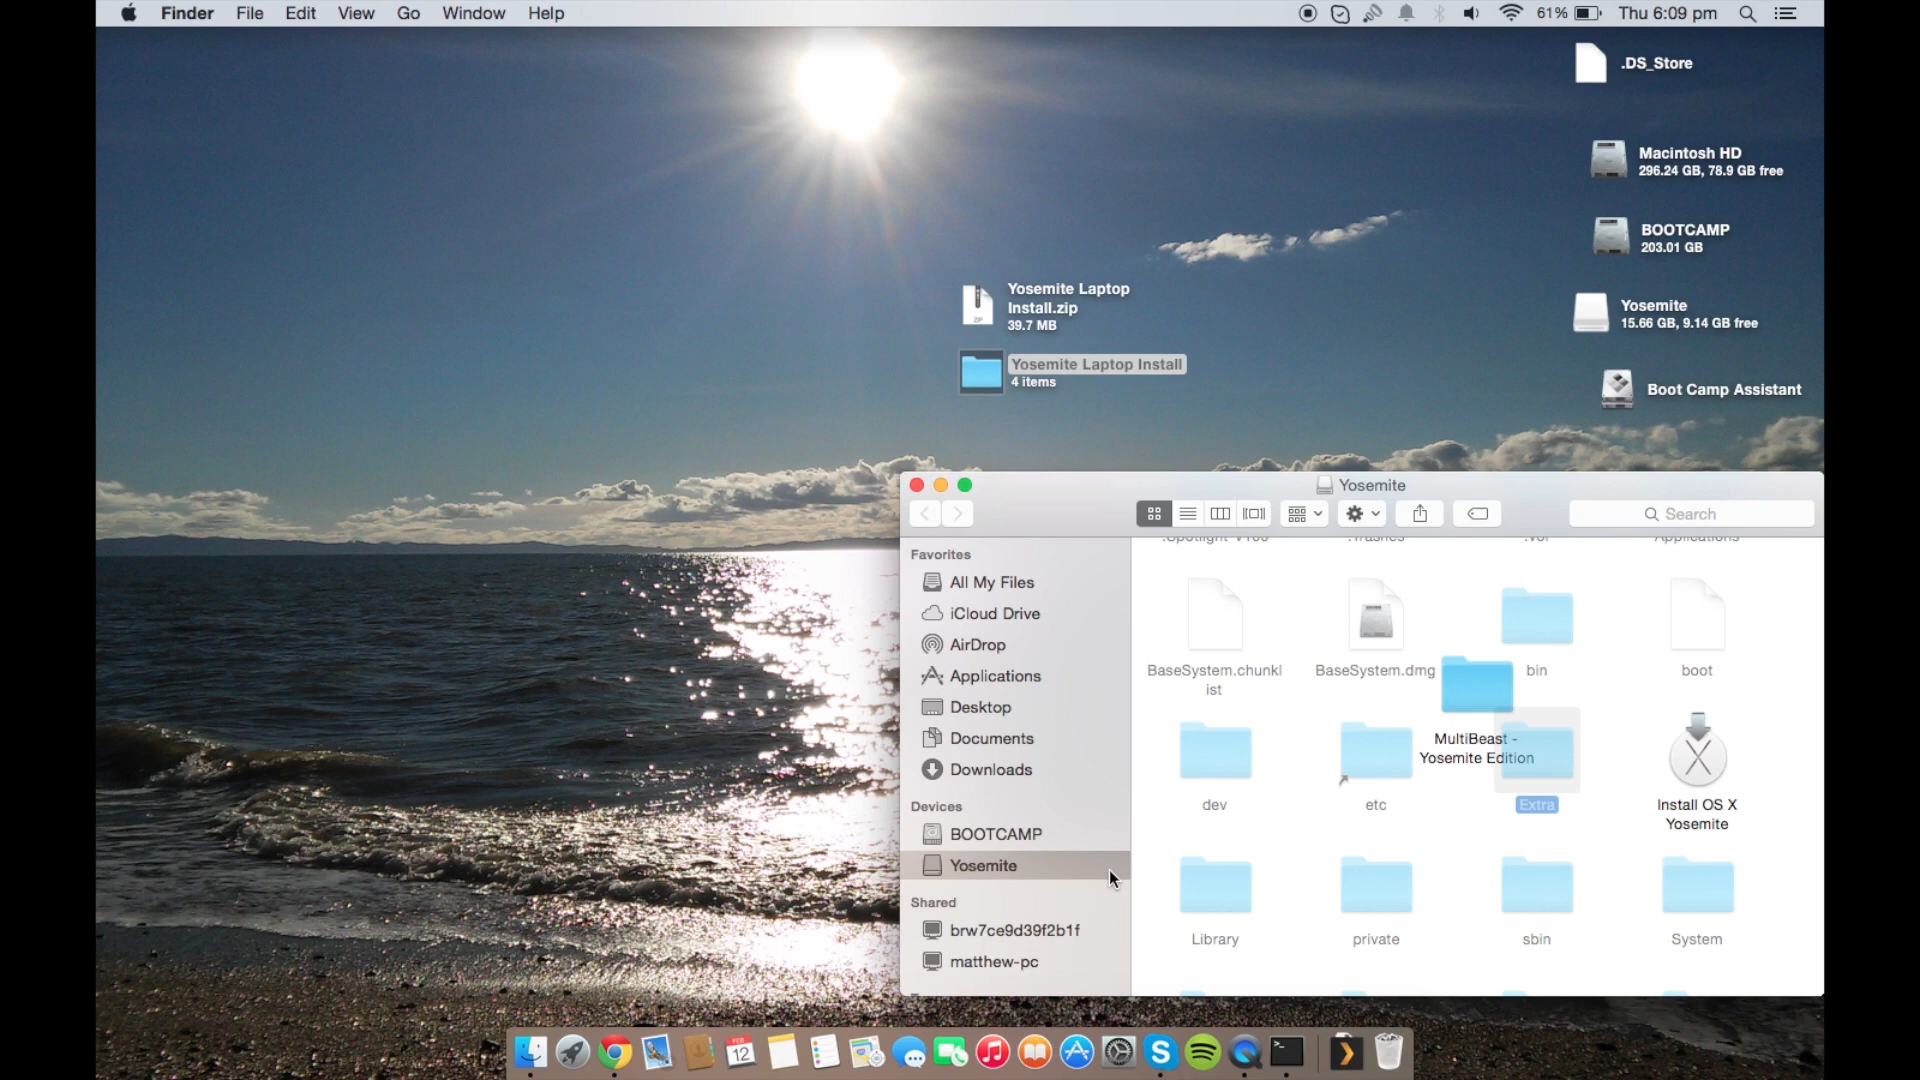 Finder File Edit View Go Window Help
61% Thu 6:09 pm
.DS_Store
Macintosh HD
296.24 GB, 78.9 GB free
BOOTCAMP
203.01 GB
Yosemite
15.66 GB, 9.14 GB free
Boot Camp Assistant
Yosemite Laptop
Install.zip
39.7 MB
ZIP
Yosemite Laptop Install
4 items
Yosemite
Search
Favorites
All My Files
iCloud Drive
AirDrop
Applications
Desktop
Documents
Downloads
Devices
BOOTCAMP
Yosemite
Shared
brw7ce9d39f2b1f
matthew-pc
.Trashes
.vol
Applications
BaseSystem.chunkl
ist
BaseSystem.dmg
bin
boot
dev
etc
MultiBeast -
Yosemite Edition
Extra
Install OS X
Yosemite
Library
private
sbin
System
FEB
12